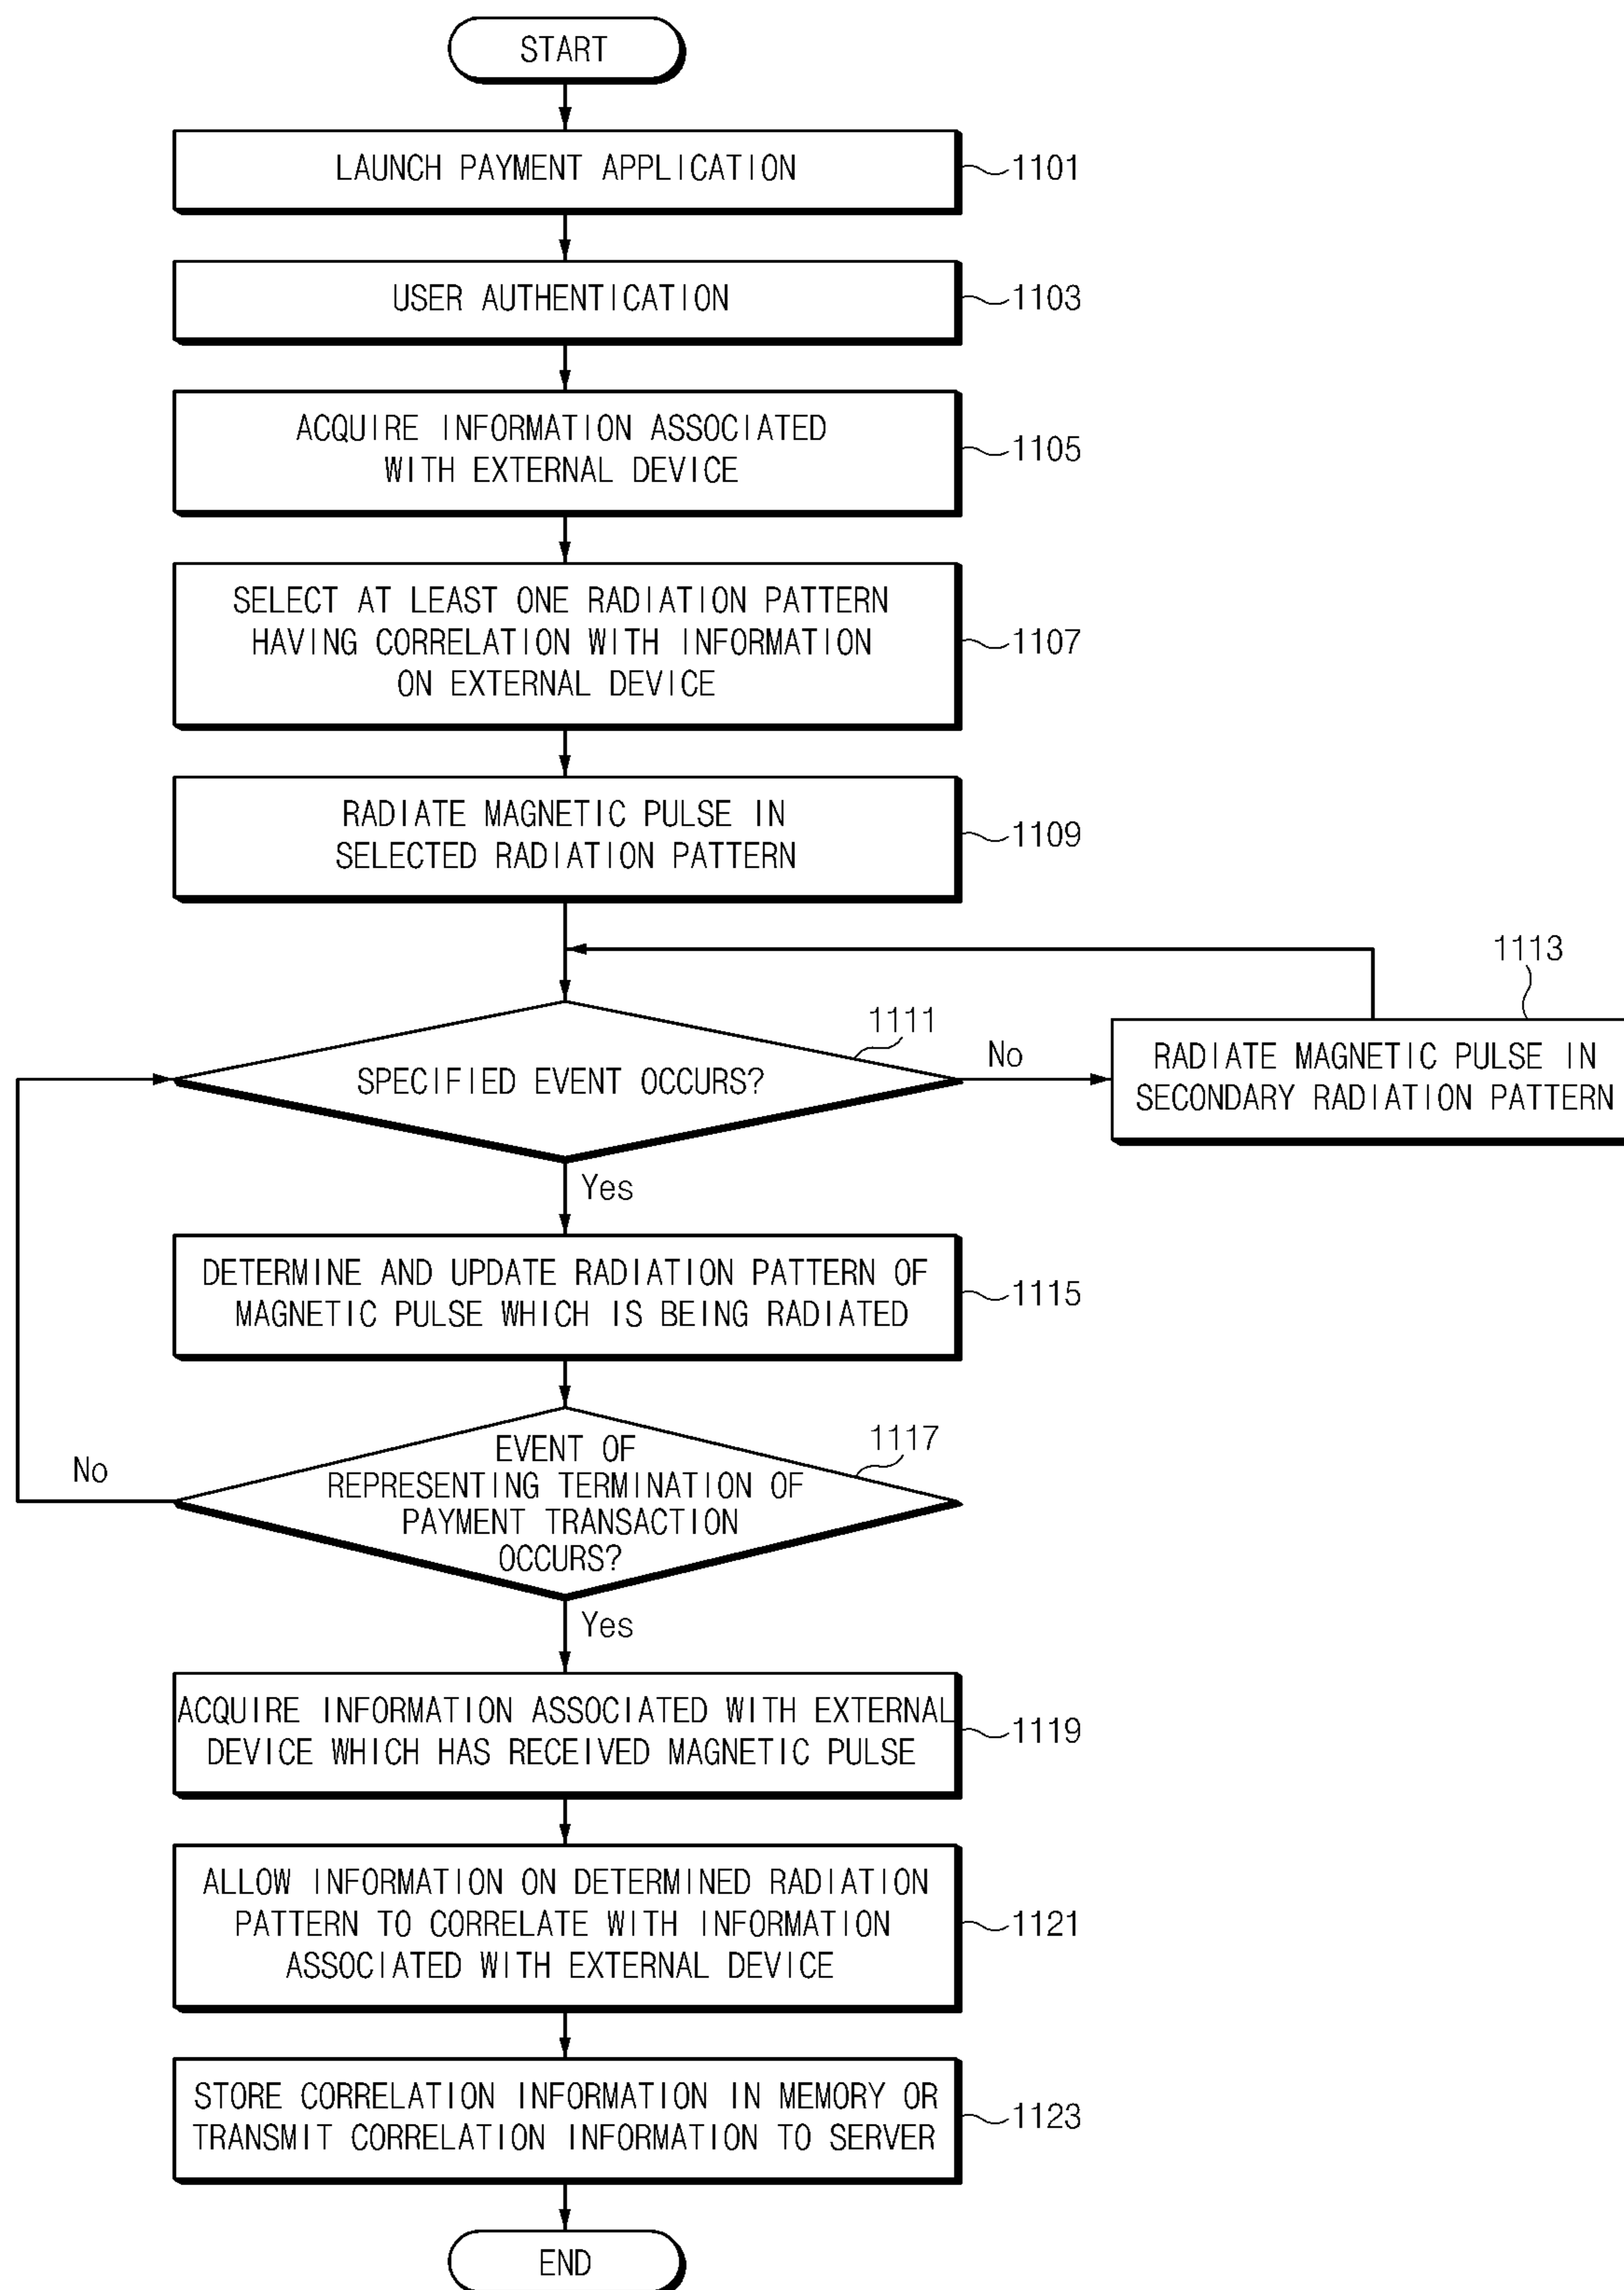 START
LAUNCH PAYMENT APPLICATION
1101
USER AUTHENTICATION
1103
ACQUIRE INFORMATION ASSOCIATED
WITH EXTERNAL DEVICE
1105
SELECT AT LEAST ONE RADIATION PATTERN
HAVING CORRELATION WITH INFORMATION
ON EXTERNAL DEVICE
1107
RADIATE MAGNETIC PULSE IN
SELECTED RADIATION PATTERN
1109
1111
SPECIFIED EVENT OCCURS?
No
1113
RADIATE MAGNETIC PULSE IN
SECONDARY RADIATION PATTERN
Yes
DETERMINE AND UPDATE RADIATION PATTERN OF
MAGNETIC PULSE WHICH IS BEING RADIATED
1115
1117
EVENT OF
REPRESENTING TERMINATION OF
PAYMENT TRANSACTION
OCCURS?
No
Yes
ACQUIRE INFORMATION ASSOCIATED WITH EXTERNAL
DEVICE WHICH HAS RECEIVED MAGNETIC PULSE
1119
ALLOW INFORMATION ON DETERMINED RADIATION
PATTERN TO CORRELATE WITH INFORMATION
ASSOCIATED WITH EXTERNAL DEVICE
1121
STORE CORRELATION INFORMATION IN MEMORY OR
TRANSMIT CORRELATION INFORMATION TO SERVER
1123
END